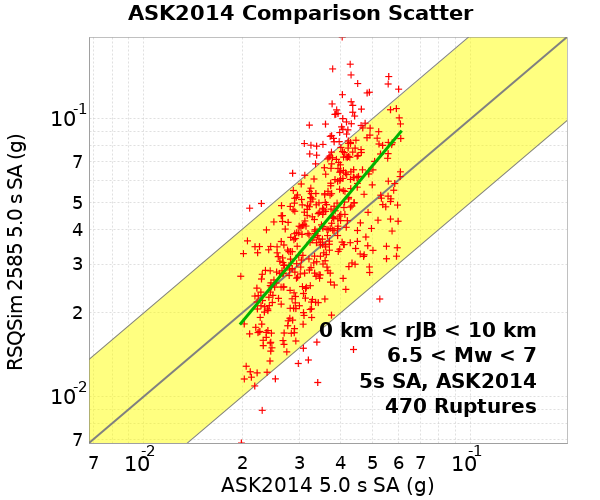 ASK2014 Comparison Scatter
RSQSim 2585 5.0 s SA (g)
10-1
7
5
4
3
2
10-2
7
0 km < rJB < 10 km
6.5 < Mw < 7
5s SA, ASK2014
470 Ruptures
7 10-2 2 3 4 5 6 7 10-1
ASK2014 5.0 s SA (g)